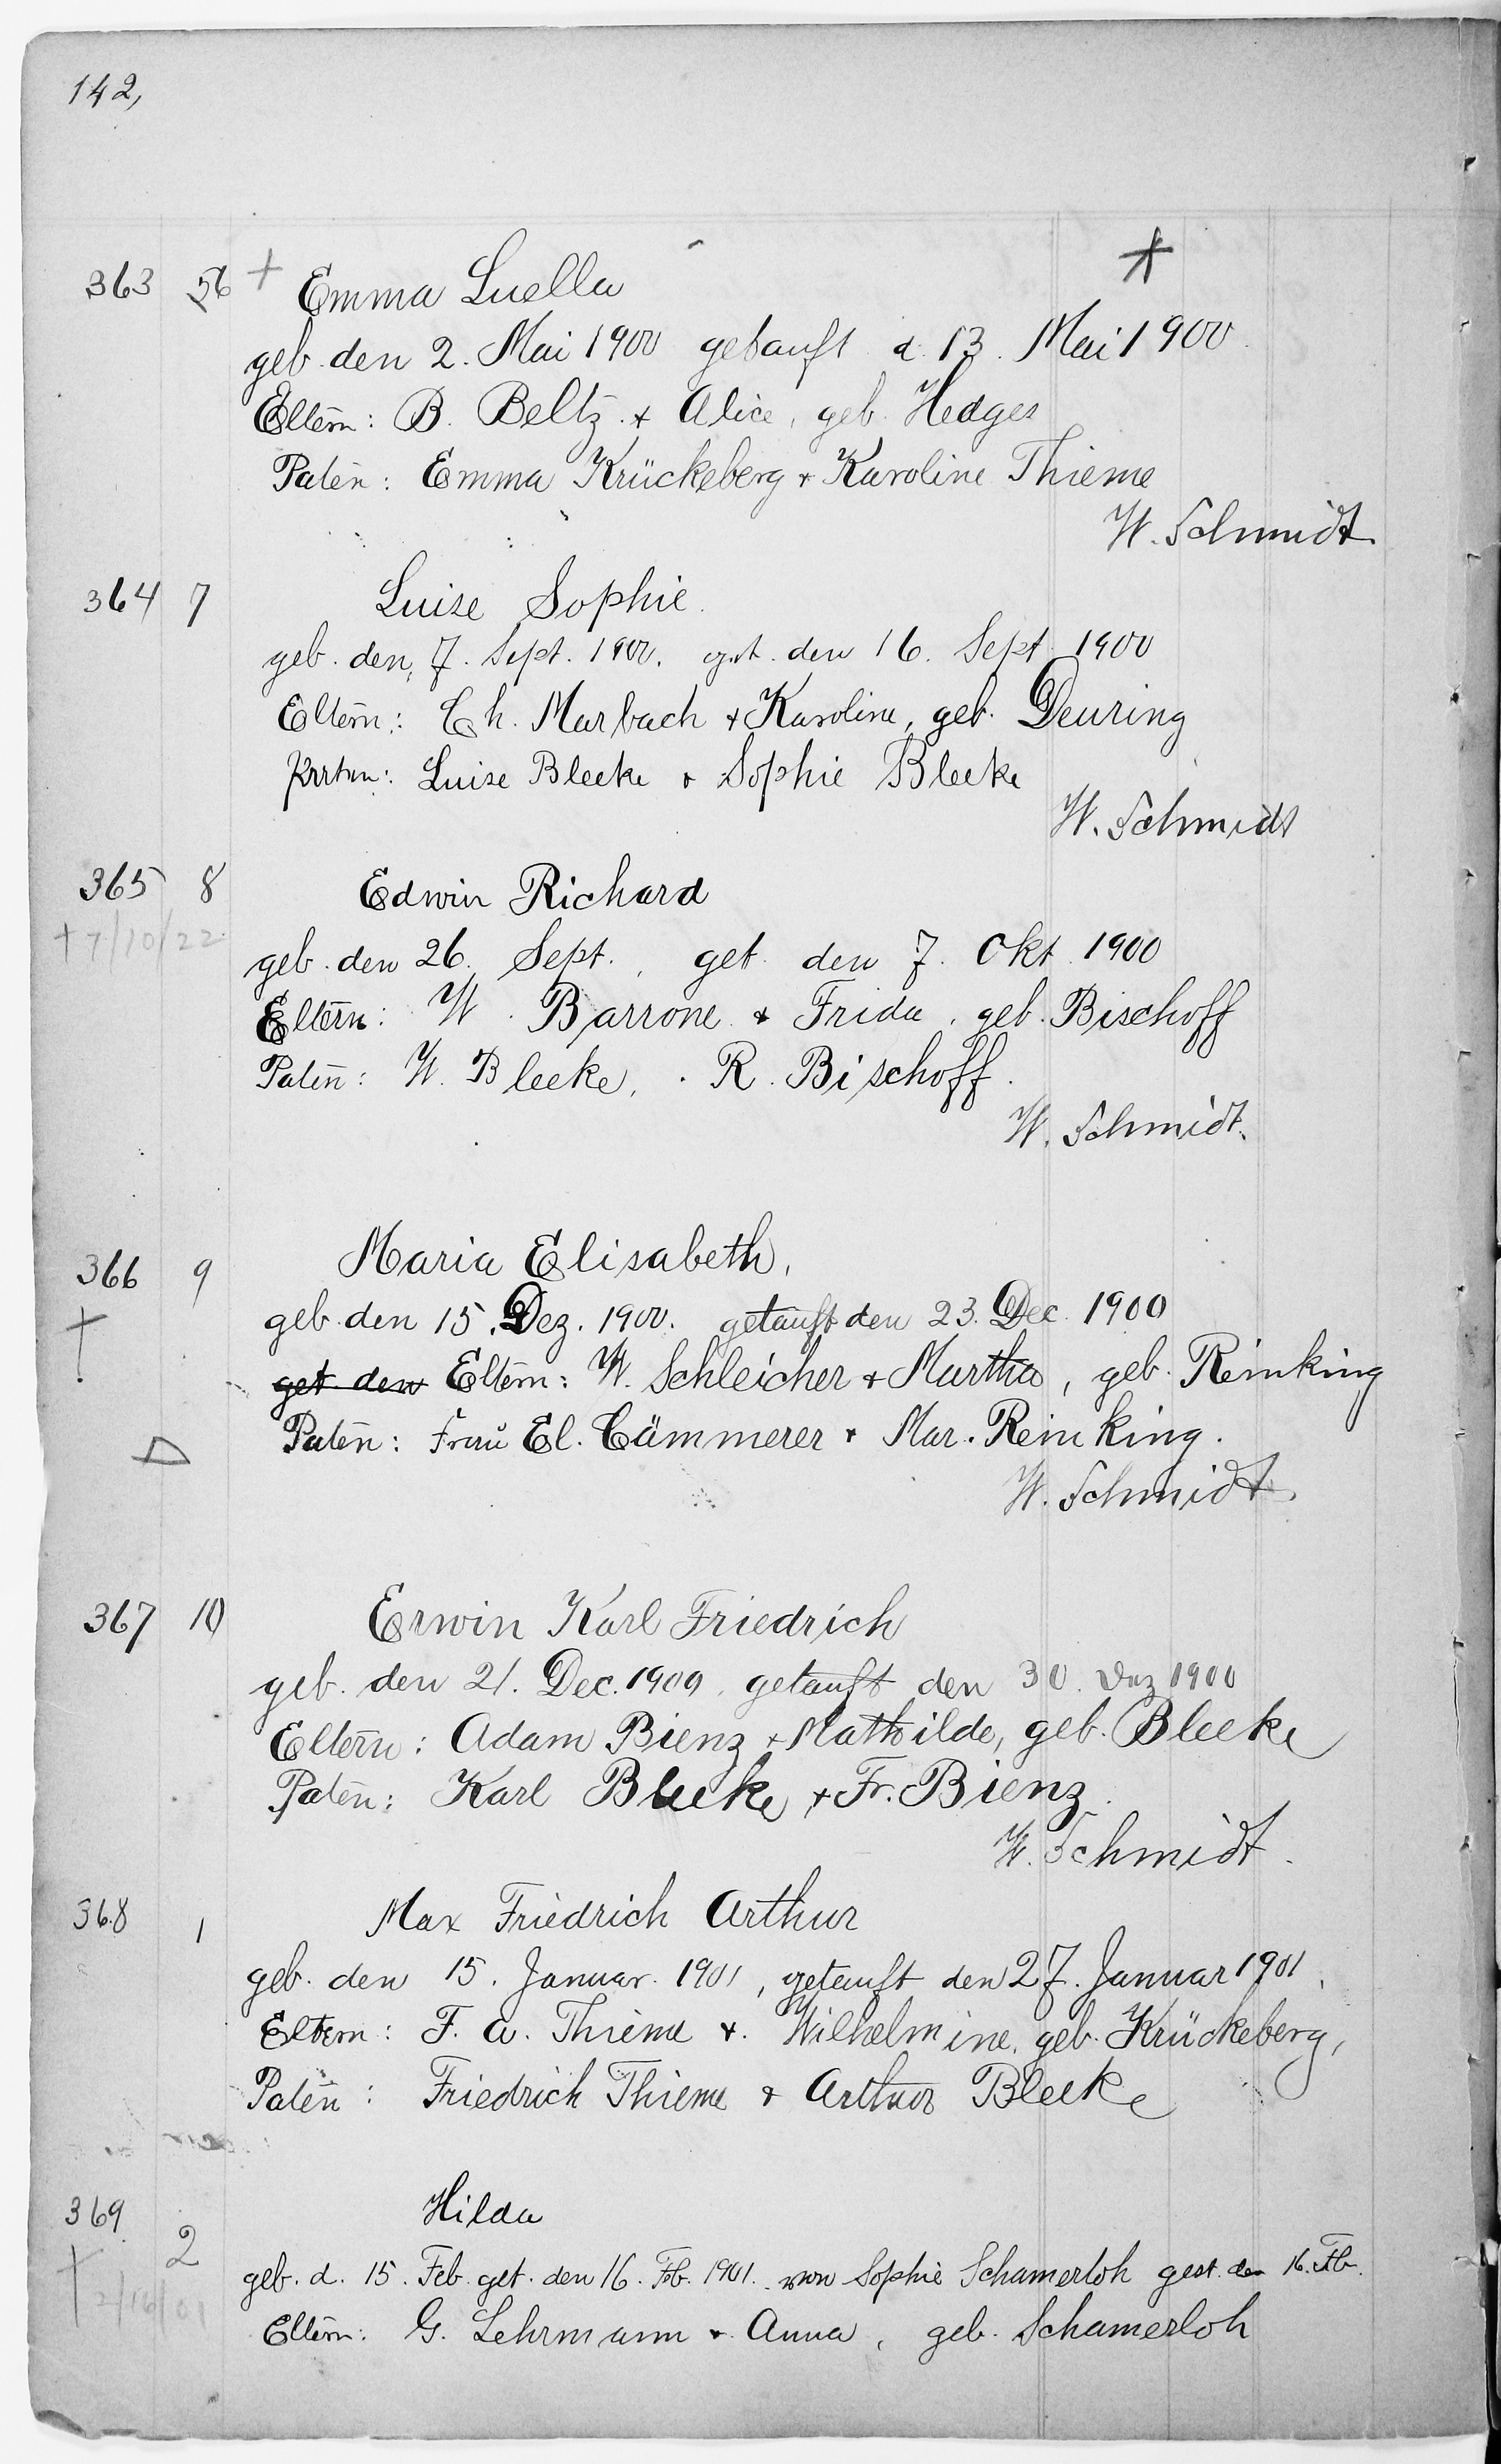 142,
363 56 + Emma Luella *
geb. den 2. Mai 1900 getauft d. 13. Mai 1900.
Eltern: B. Beltz. + Alice, geb. Hedges
Paten: Emma Krückeberg + Karoline Thieme
W. Schmidt.
364 7 Luise Sophie.
geb. den, 7. Sept. 1900. get. den 16. Sept 1900
Eltern: Ch. Marbach + Karoline, geb. Deuring
Luise Bleeke + Sophie Bleeke
W. Schmidt
365 8 Edwin Richard
+ 7/10/22
geb. den 26. Sept. get. den 7. Okt. 1900
Eltern: W. Barrone + Frida, geb. Bischoff
Paten: W. Bleeke, . R. Bischoff.
W. Schmidt.
366 9 Maria Elisabeth,
†
geb. den 15. Dez. 1900. getauft den 23. Dec. 1900
get den Eltern: W. Schleicher + Martha, geb. Reinking
Paten: Frau El. Cämmerer + Mar. Reinking.
W. Schmidt.
367 10 Erwin Karl Friedrich
geb. den 21. Dec. 1900. getauft den 30. Dez 1900
Eltern: Adam Bienz + Mathilde, geb. Bleeke
Paten: Karl Bleeke + Fr. Bienz.
W. Schmidt.
368 1 Max Friedrich Arthur
geb. den 15. Januar. 1901, getauft den 27. Januar 1901.
Eltern: F. A. Thieme +. Wilhelmine, geb. Krückeberg,
Paten: Friedrich Thieme + Arthur Bleeke
369 2 Hilda
† 2/16/01
geb. d. 15. Feb. get. den 16. Feb. 1901. von Sophie Schamerloh gest. den 16. Feb.
Eltern: G. Lehrmann + Anna, geb. Schamerloh